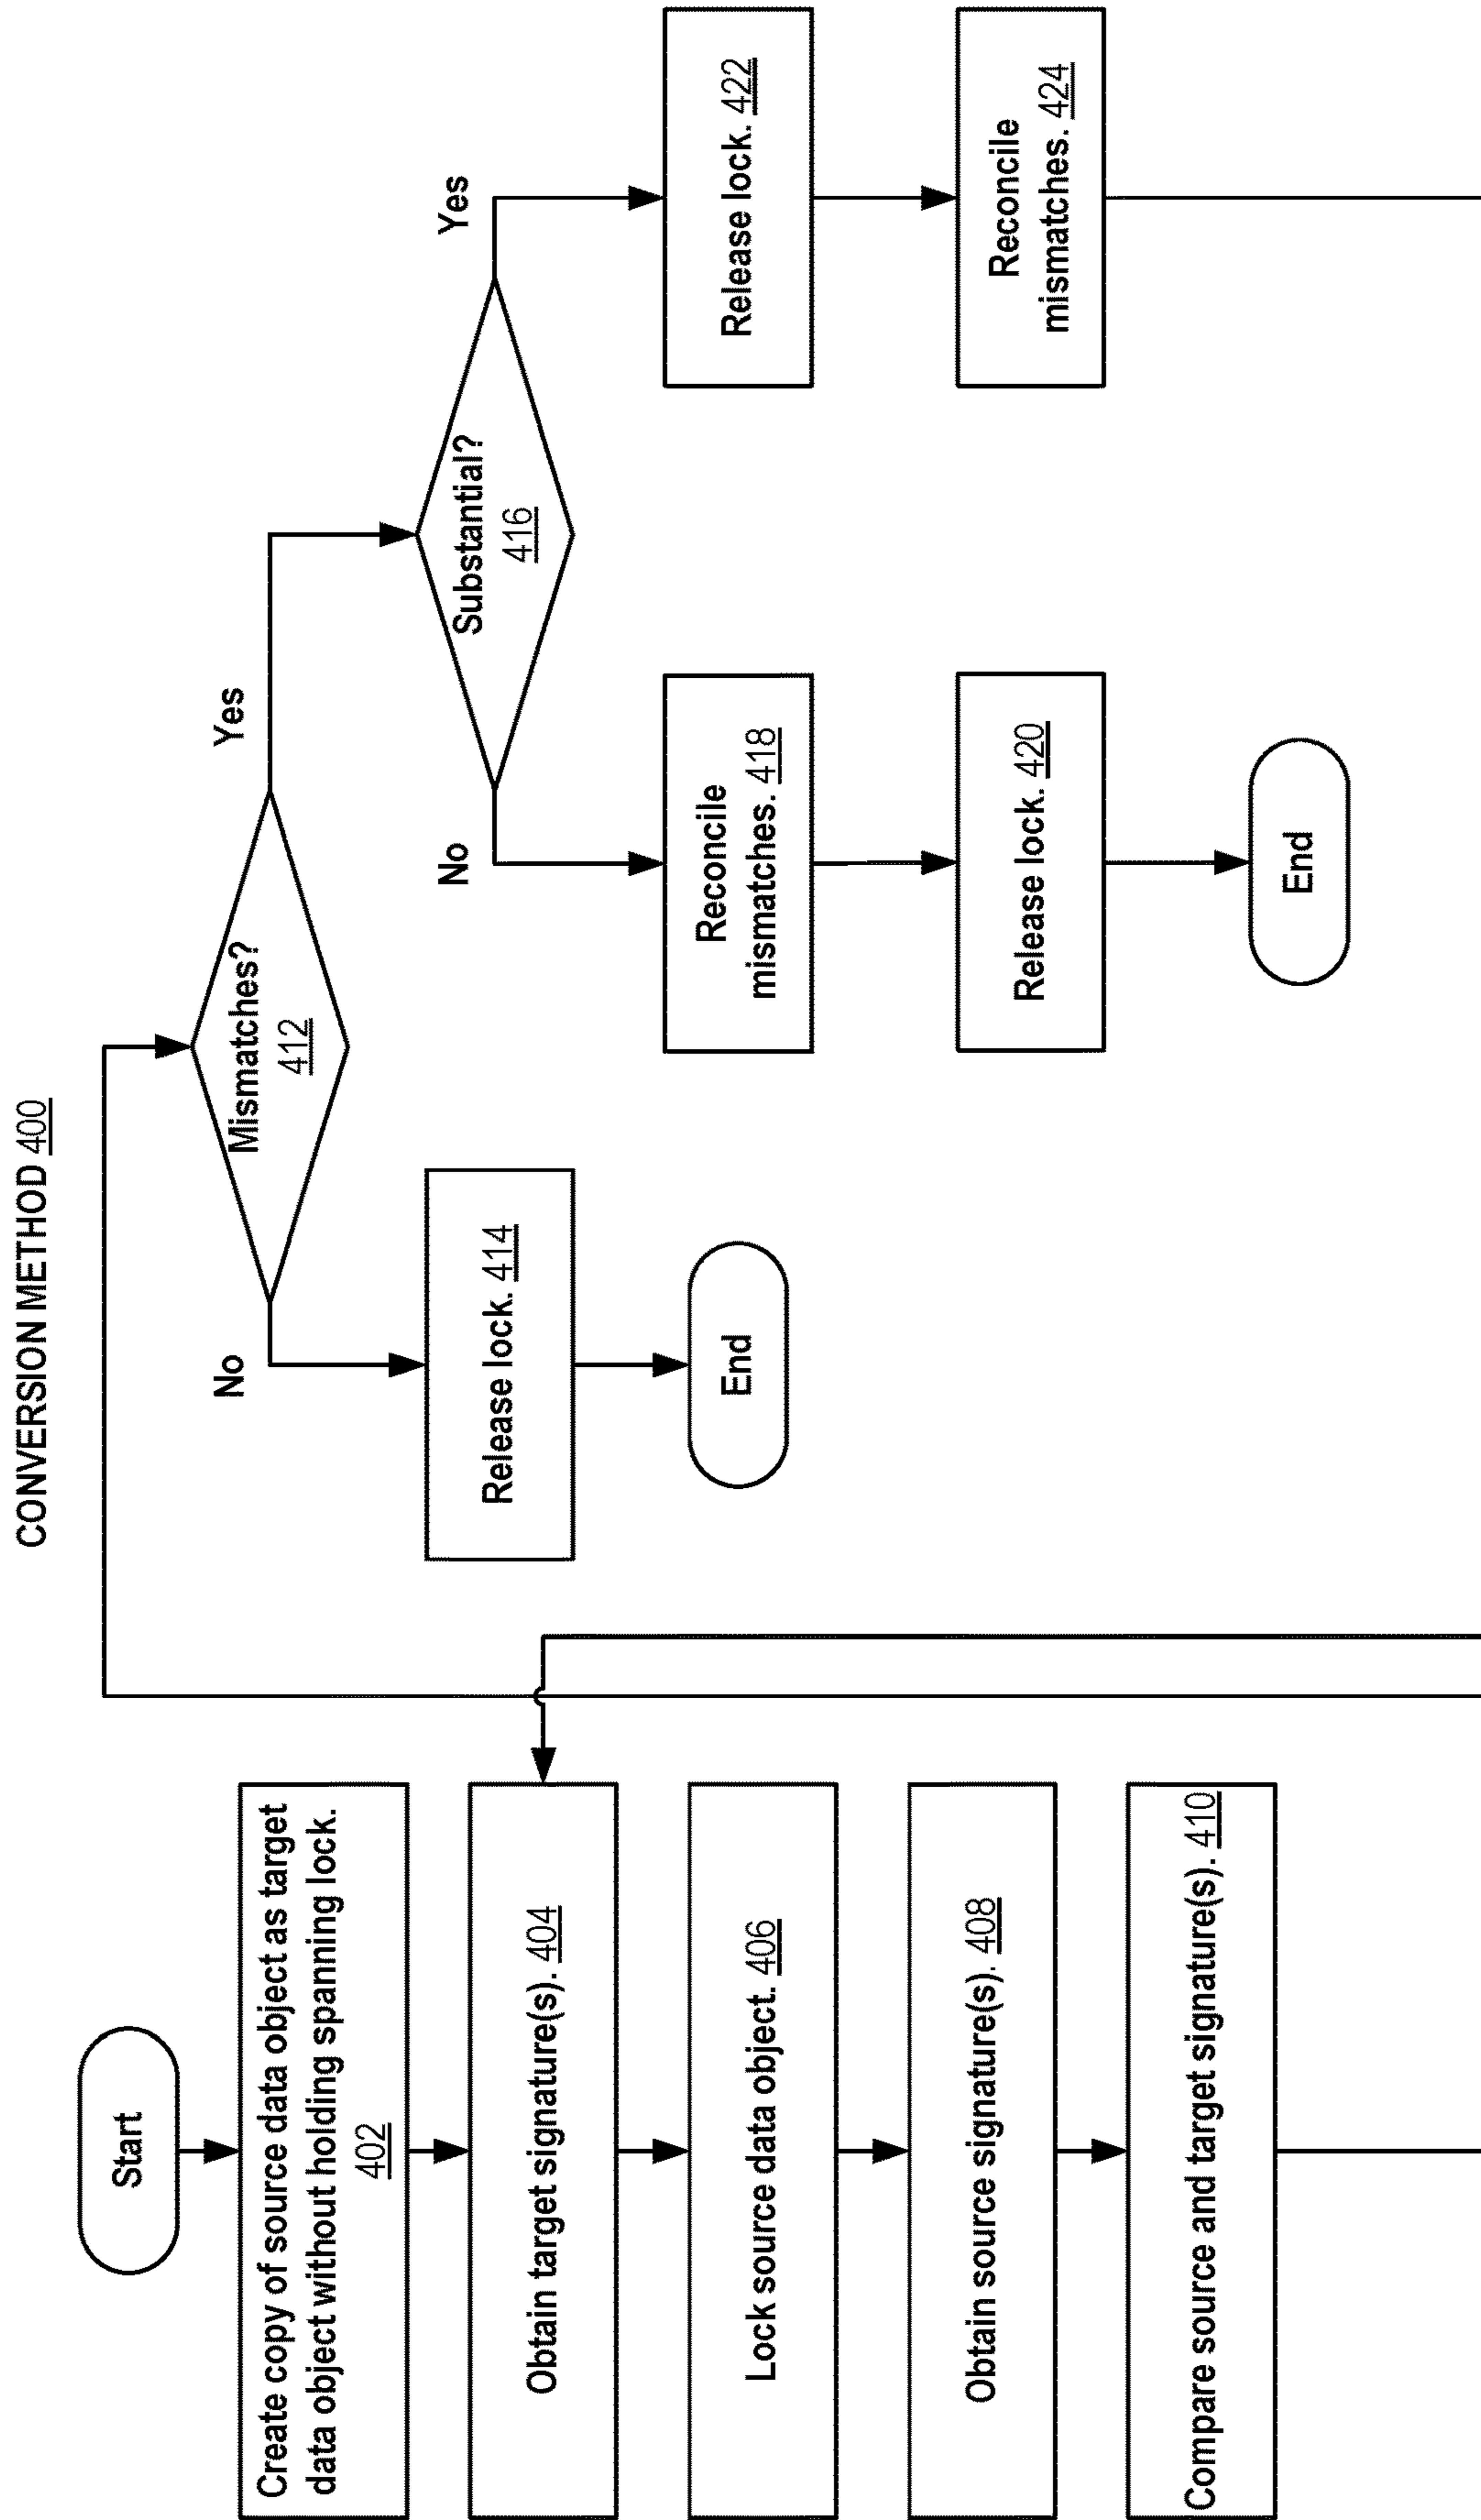 CONVERSION METHOD 400
Start
Create copy of source data object as target
data object without holding spanning lock.
402
Obtain target signature(s). 404
Lock source data object. 406
Obtain source signature(s). 408
Compare source and target signature(s). 410
Mismatches?
412
No
Yes
Release lock. 414
End
Substantial?
416
No
Yes
Reconcile
mismatches. 418
Release lock. 420
End
Release lock. 422
Reconcile
mismatches. 424